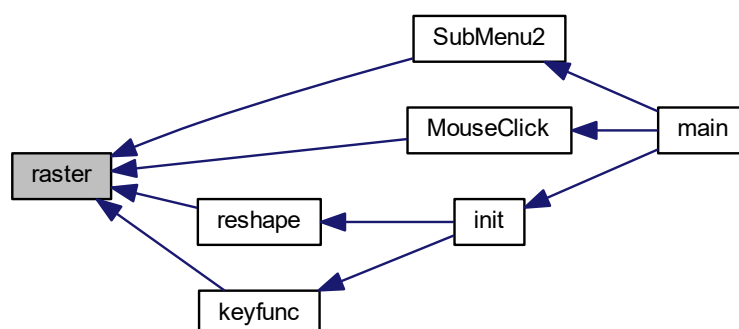 SubMenu2
MouseClick
main
raster
reshape
init
keyfunc